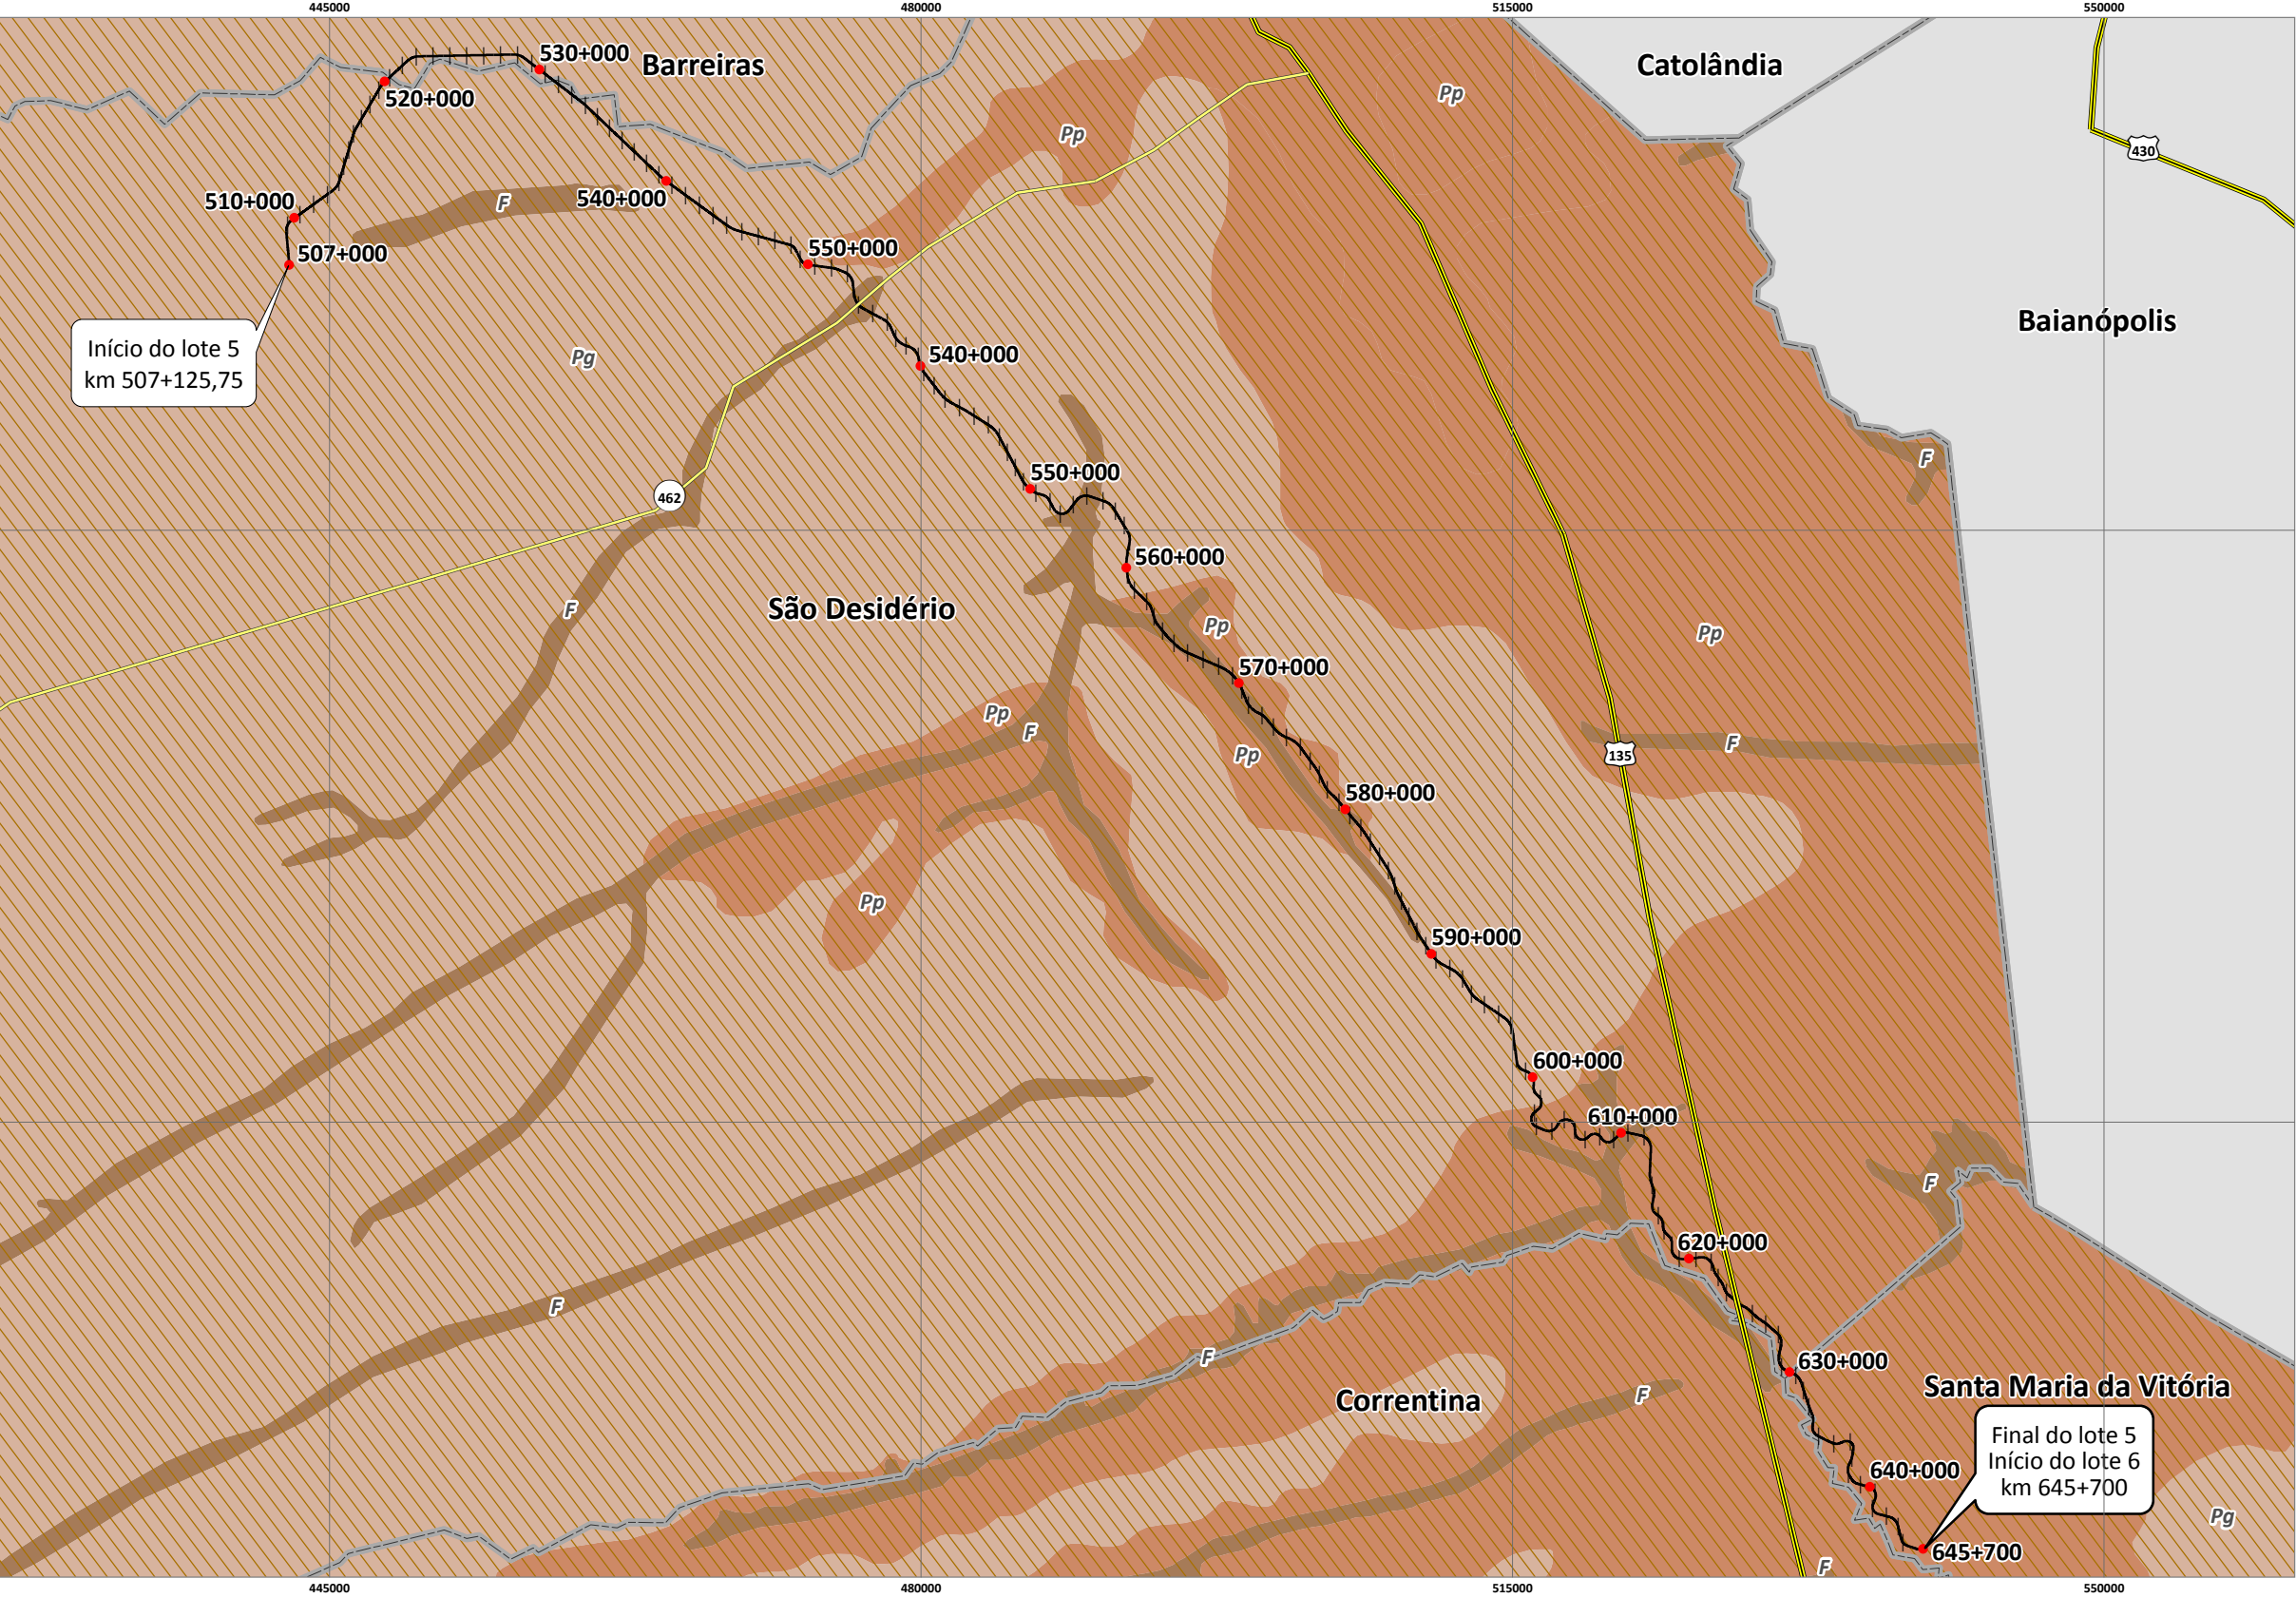 445000
480000
515000
550000
530+000
Barreiras
Catolândia
520+000
Pp
Pp
430
510+000
F
540+000
507+000
550+000
Baianópolis
Início do lote 5
km 507+125,75
Pg
540+000
F
550+000
462
560+000
F
São Desidério
Pp
Pp
570+000
Pp
F
Pp
F
135
580+000
Pp
590+000
600+000
610+000
F
620+000
F
F
630+000
Correntina
F
Santa Maria da Vitória
Final do lote 5
Início do lote 6
km 645+700
640+000
Pg
645+700
F
445000
480000
515000
550000